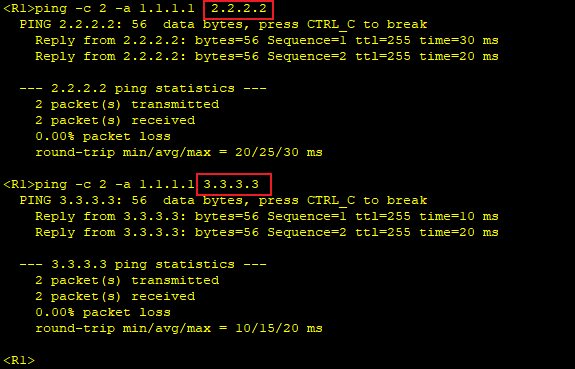 <R1>ping -c 2 -a 1.1.1.1 2.2.2.2
PING 2.2.2.2: 56  data bytes, press CTRL_C to break
Reply from 2.2.2.2: bytes=56 Sequence=1 ttl=255 time=30 ms
Reply from 2.2.2.2: bytes=56 Sequence=2 ttl=255 time=20 ms
--- 2.2.2.2 ping statistics ---
2 packet(s) transmitted
2 packet(s) received
0.00% packet loss
round-trip min/avg/max = 20/25/30 ms
<R1>ping -c 2 -a 1.1.1.1 3.3.3.3
PING 3.3.3.3: 56  data bytes, press CTRL_C to break
Reply from 3.3.3.3: bytes=56 Sequence=1 ttl=255 time=10 ms
Reply from 3.3.3.3: bytes=56 Sequence=2 ttl=255 time=20 ms
--- 3.3.3.3 ping statistics ---
2 packet(s) transmitted
2 packet(s) received
0.00% packet loss
round-trip min/avg/max = 10/15/20 ms
<R1>